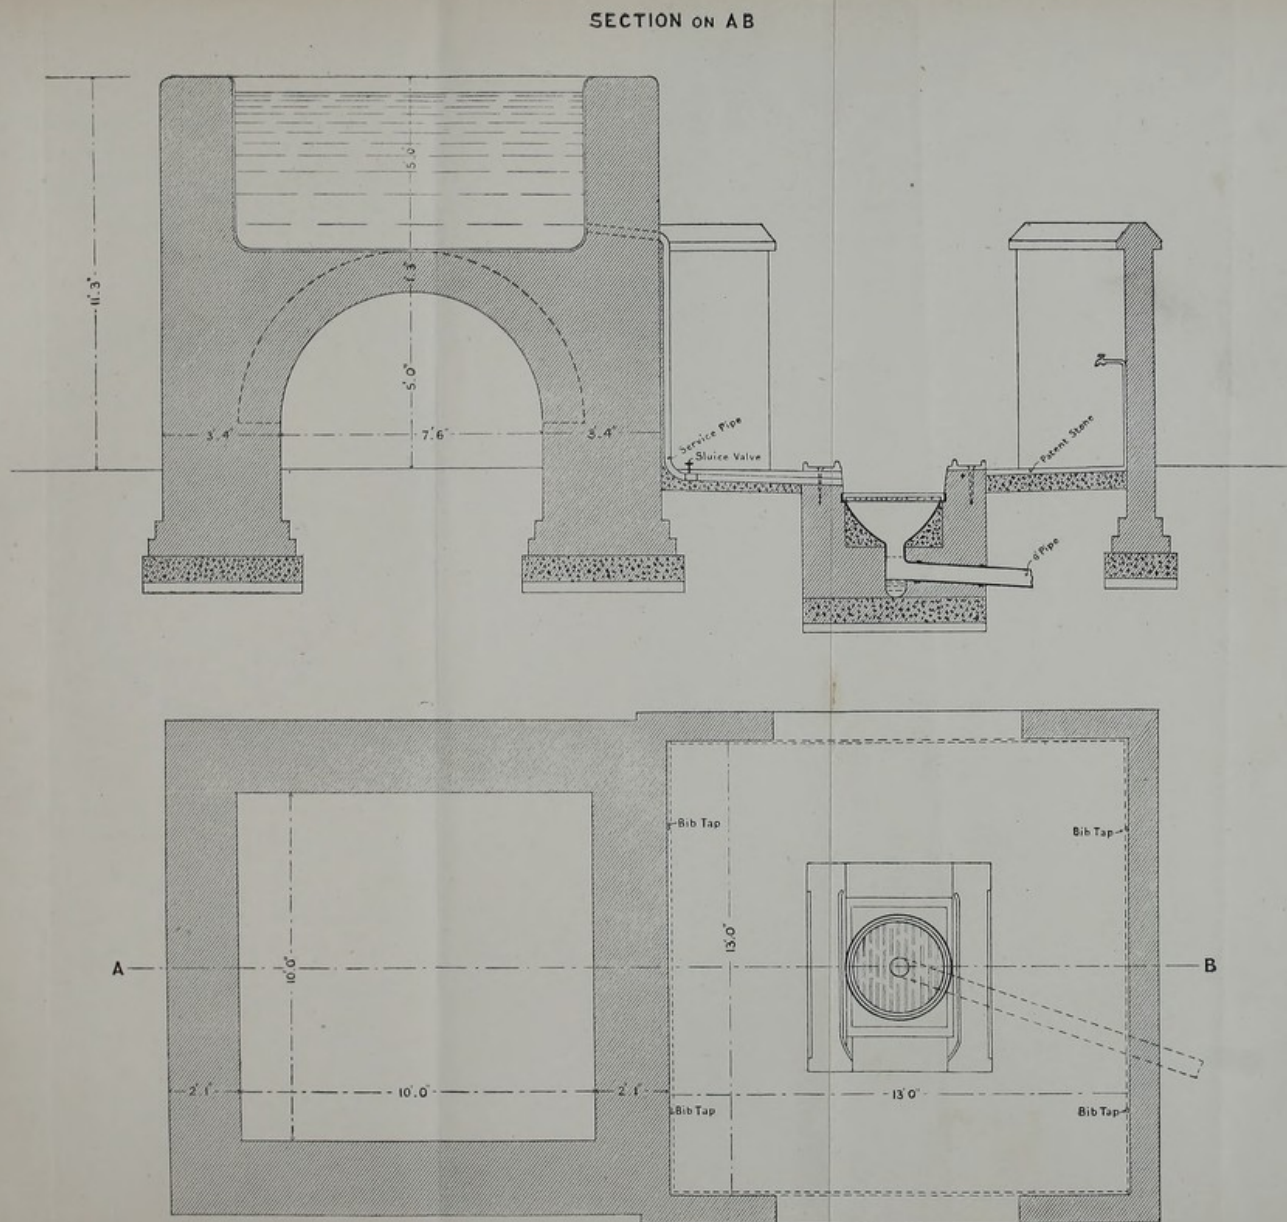 SECTION ON AB
5'.0"
11'.3"
1'.3"
5'.0"
3'.4"
7'.6"
3'.4"
Service Pipe
Sluice Valve
Patent Stone
6" Pipe
Bib Tap
Bib Tap
13'.0"
A
10'.0"
B
2'.1"
10'.0"
2'.1"
13'0"
Bib Tap
Bib Tap